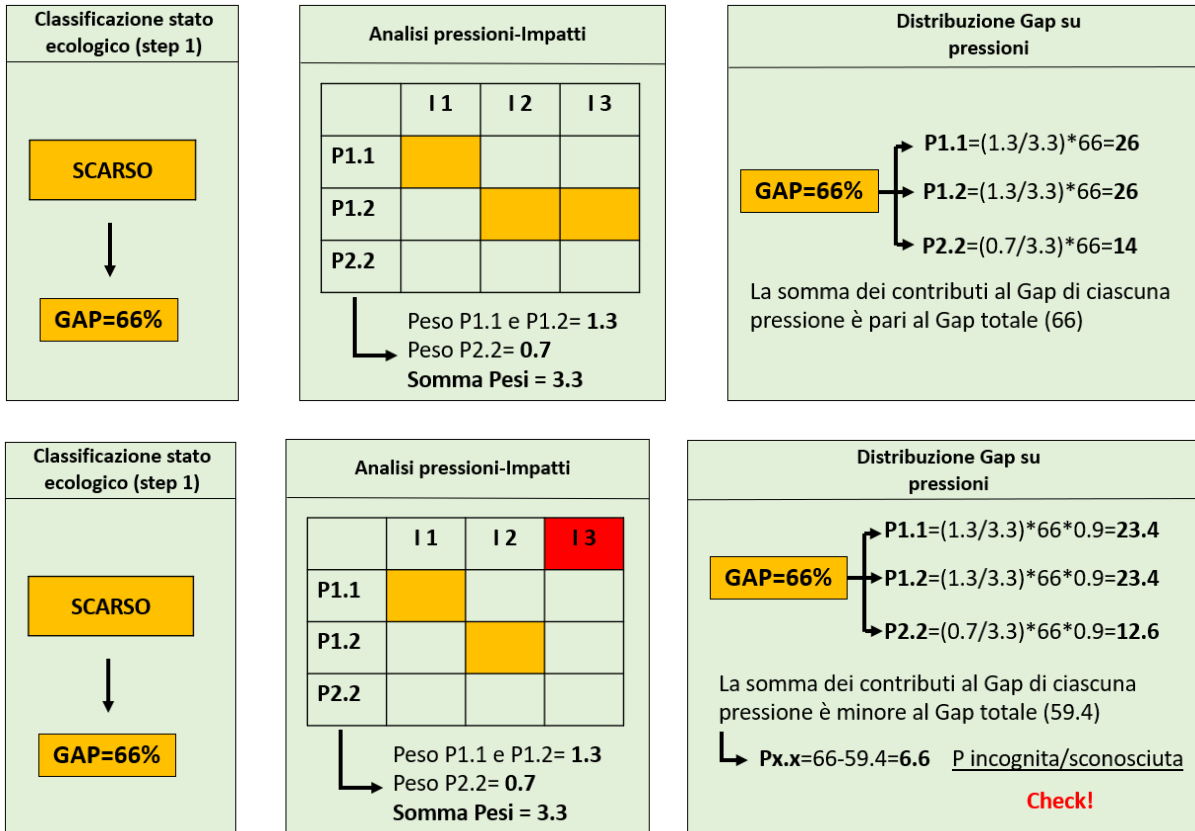 Classificazione stato
ecologico (step 1)
SCARSO
GAP=66%
Analisi pressioni-Impatti
I 1 I 2 I 3
P1.1
P1.2
P2.2
Peso P1.1 e P1.2= 1.3
Peso P2.2= 0.7
Somma Pesi = 3.3
Distribuzione Gap su
pressioni
GAP=66%
P1.1=(1.3/3.3)*66=26
P1.2=(1.3/3.3)*66=26
P2.2=(0.7/3.3)*66=14
La somma dei contributi al Gap di ciascuna
pressione è pari al Gap totale (66)
Classificazione stato
ecologico (step 1)
SCARSO
GAP=66%
Analisi pressioni-Impatti
I 1 I 2 I 3
P1.1
P1.2
P2.2
Peso P1.1 e P1.2= 1.3
Peso P2.2= 0.7
Somma Pesi = 3.3
Distribuzione Gap su
pressioni
GAP=66%
P1.1=(1.3/3.3)*66*0.9=23.4
P1.2=(1.3/3.3)*66*0.9=23.4
P2.2=(0.7/3.3)*66*0.9=12.6
La somma dei contributi al Gap di ciascuna
pressione è minore al Gap totale (59.4)
Px.x=66-59.4=6.6 P incognita/sconosciuta
Check!